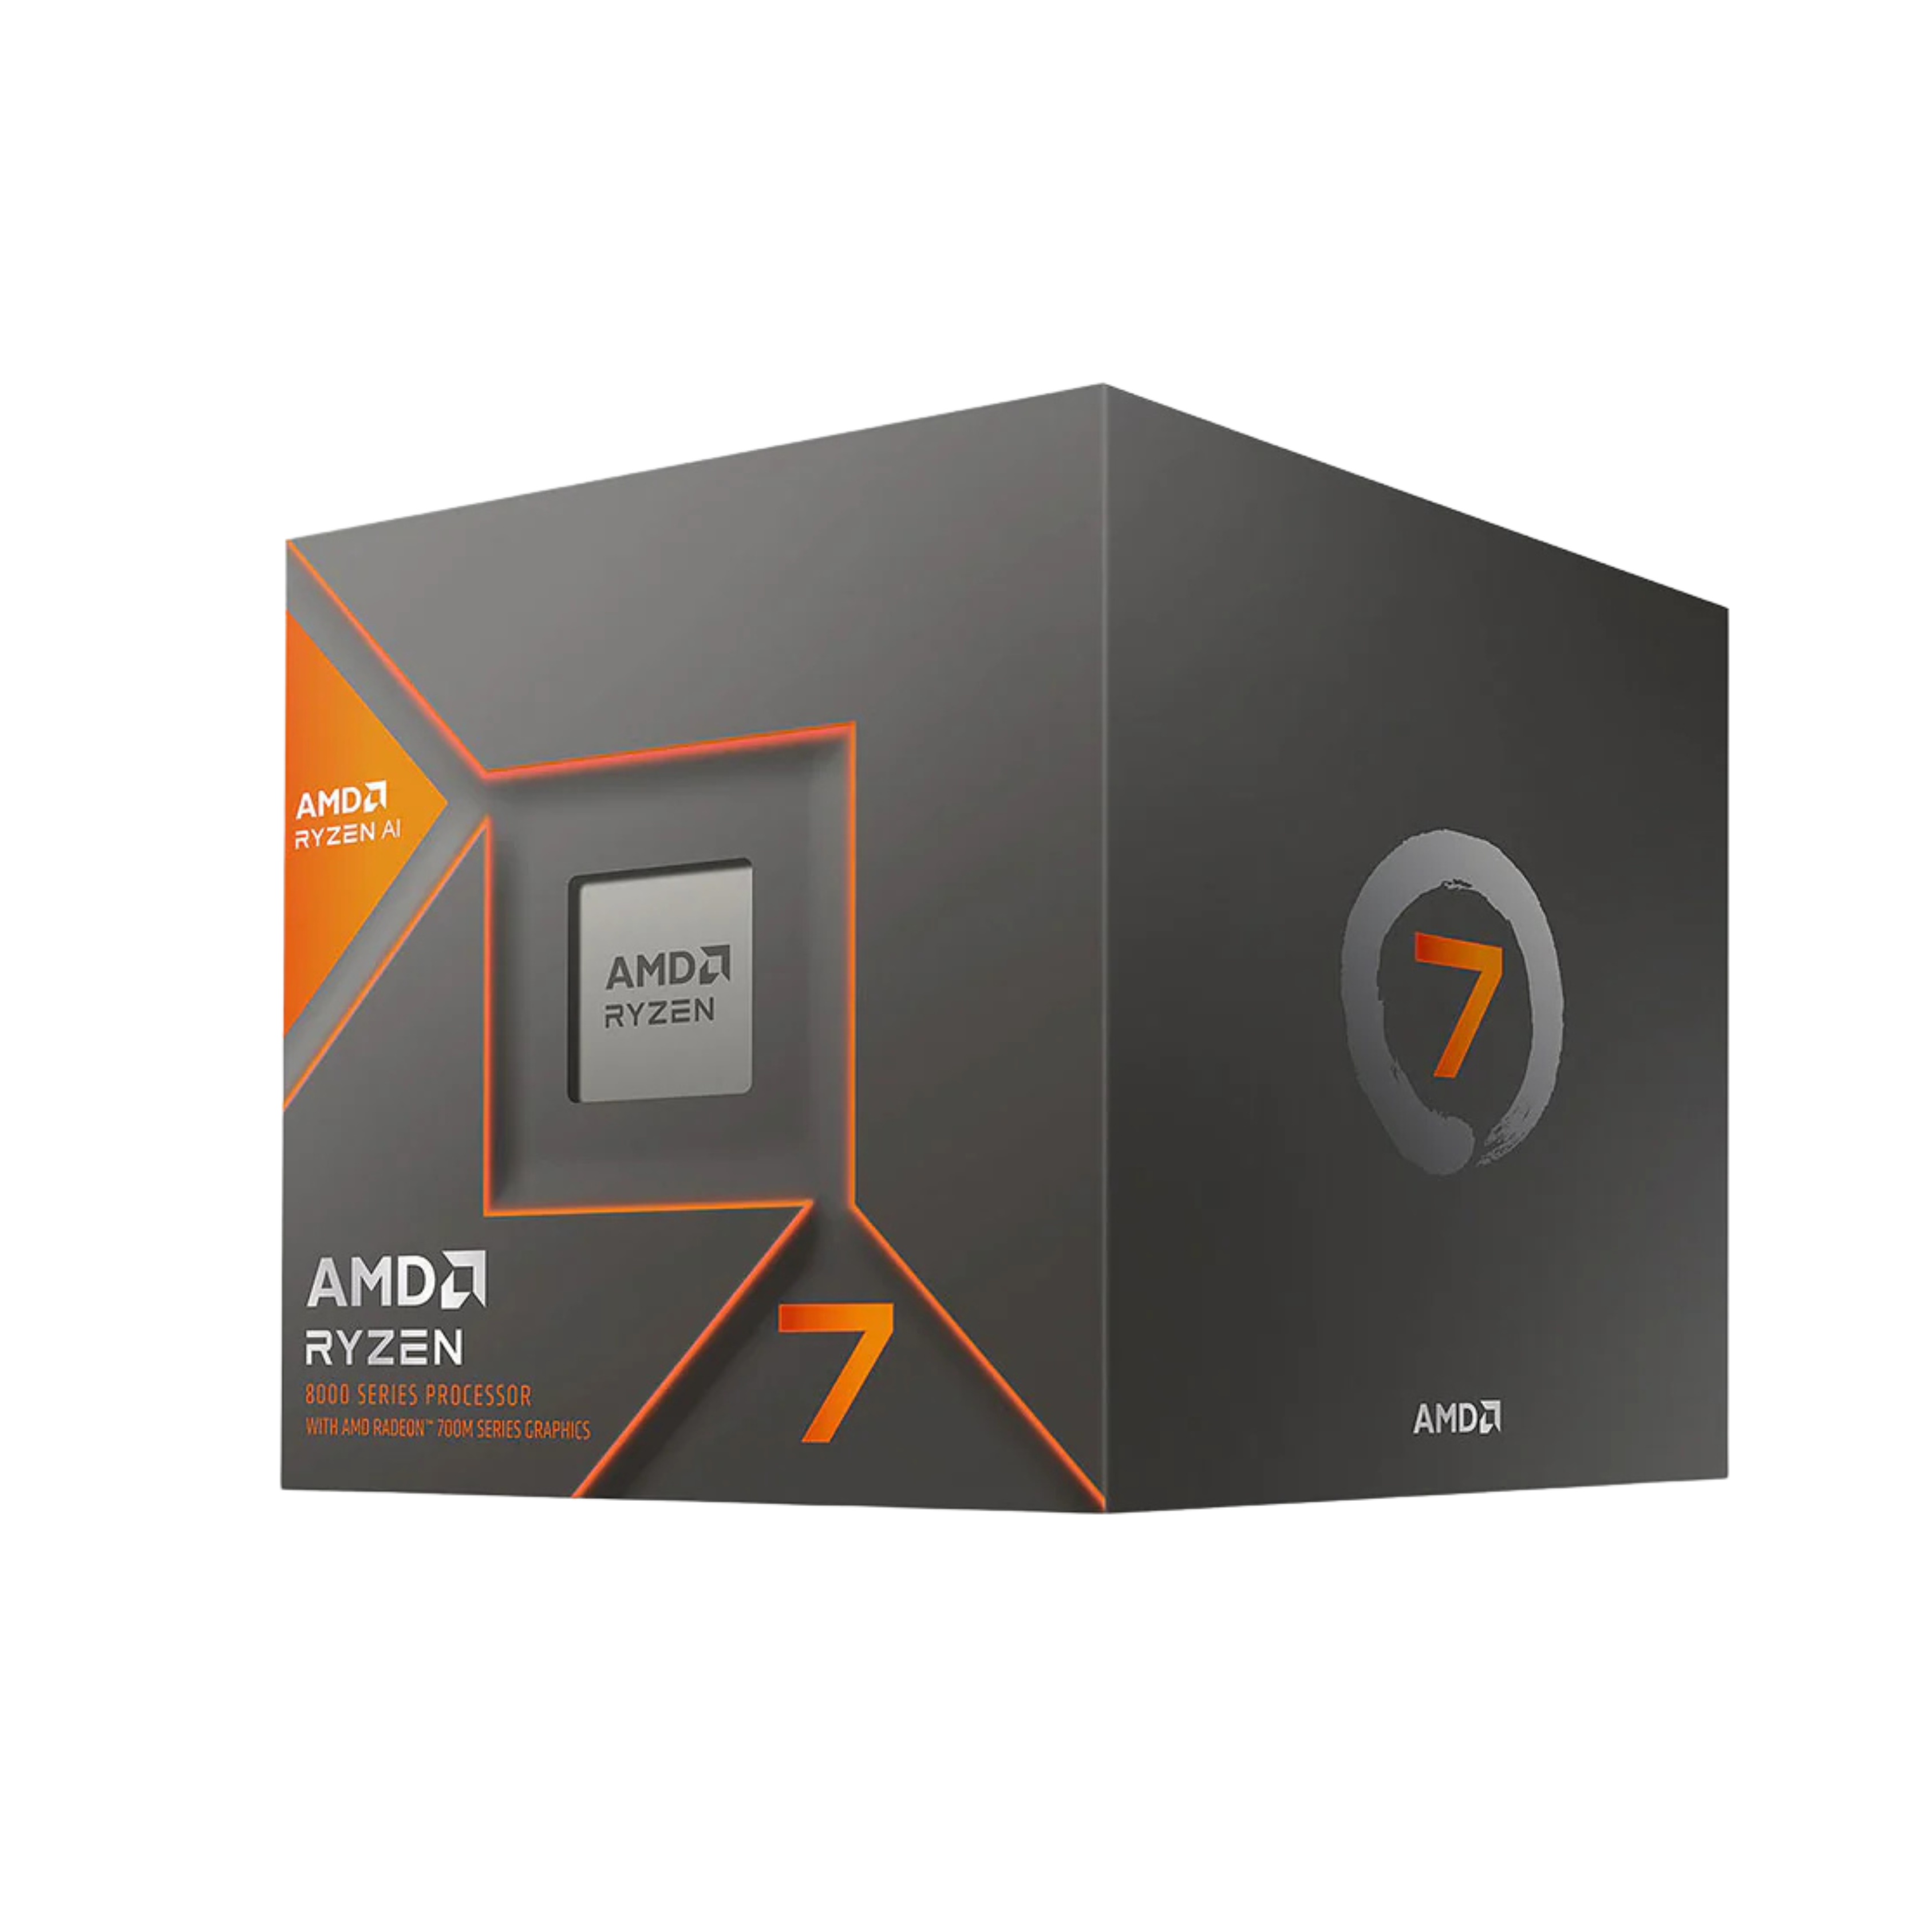 AMD
RYZEN AI
AMD
RYZEN
AMD
RYZEN
8000 SERIES PROCESSOR
WITH AMD RADEON™ 700M SERIES GRAPHICS
7
7
AMD